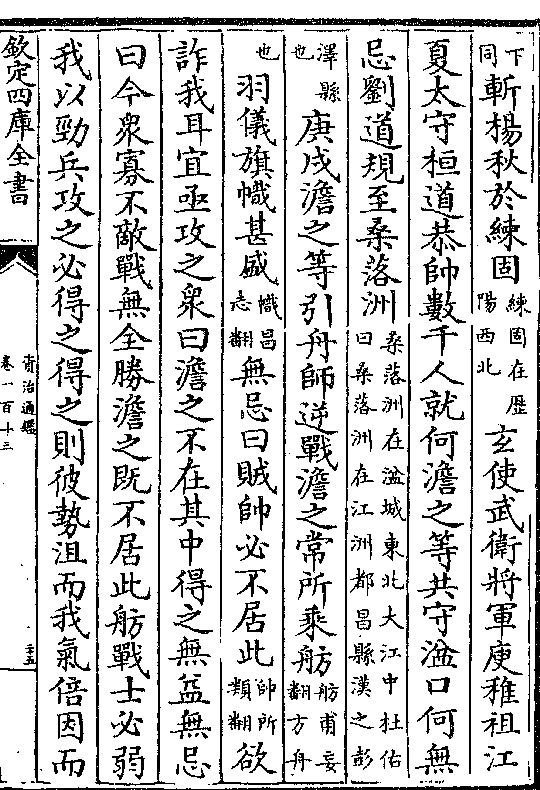 下同斬楊秋於練固練固在歷陽西北玄使武衛將軍庾稚祖江
夏太守桓道恭帥數千人就何澹之等共守湓口何無
忌劉道規至桑落洲桑落洲在湓城東北大江中杜佑曰桑落洲在江洲都昌縣漢之彭
澤縣也庚戌澹之等引舟師逆戰澹之常所乘舫舫甫妄翻方舟
也羽儀旗幟甚盛幟昌志翻無忌曰賊帥必不居此帥所類翻欲
詐我耳宜亟攻之衆曰澹之不在其中得之無益無忌
曰今衆寡不敵戰無全勝澹之既不居此舫戰士必弱
我以勁兵攻之必得之得之則彼勢沮而我氣倍因而
欽定四庫全書
資治通鑑
卷一百十三